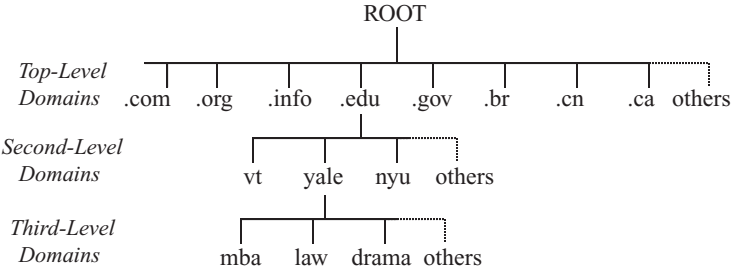 ROOT
Top-Level
Domains
.com .org .info .edu .gov .br .cn .ca others
Second-Level
Domains
vt yale nyu others
Third-Level
Domains
mba law drama others